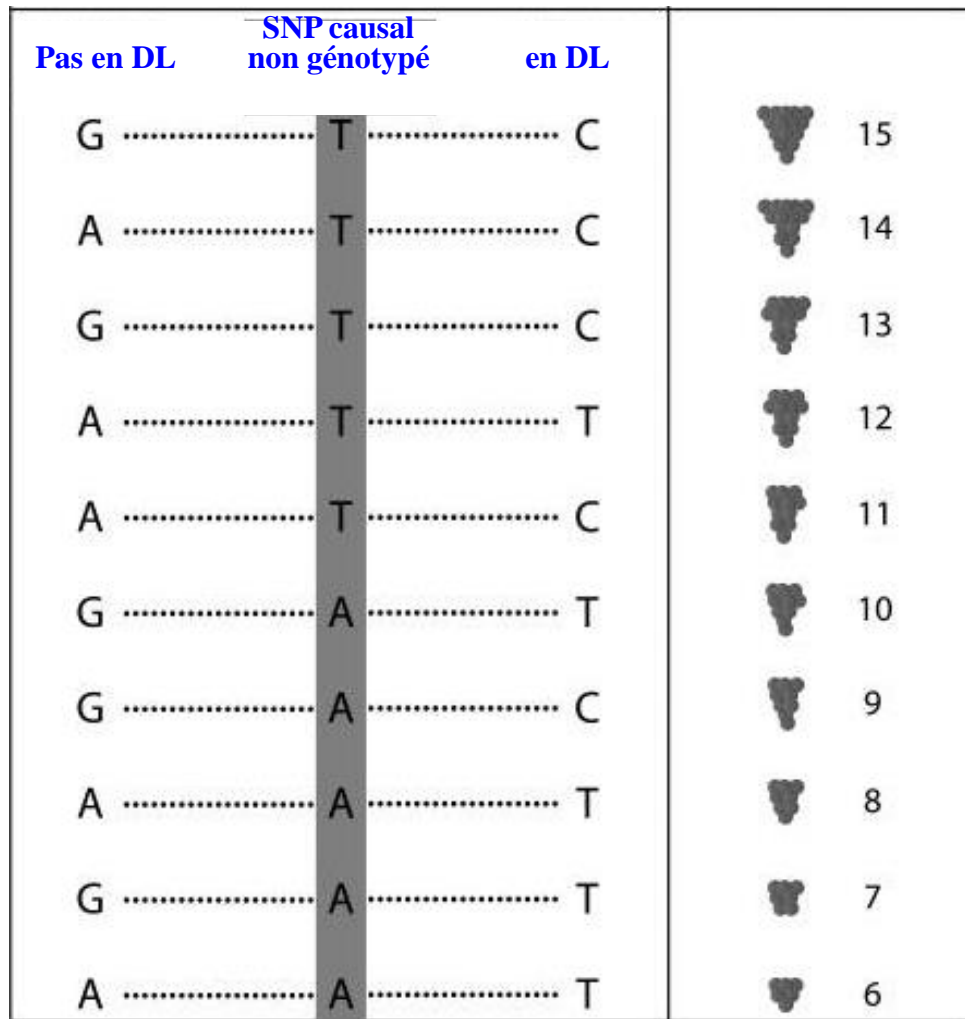 SNP causal
Pas en DL non génotypé en DL
G T C 15
A T C 14
G T C 13
A T T 12
A T C 11
G A T 10
G A C 9
A A T 8
G A T 7
A A T 6